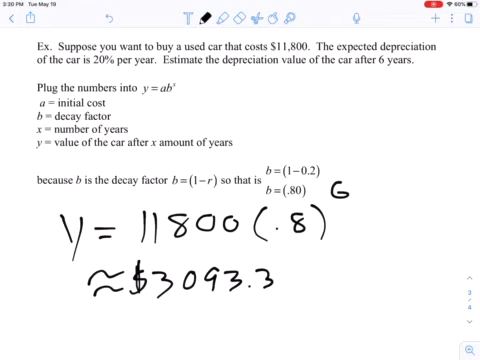 3:30 PM Tue May 19
60%
Ex. Suppose you want to buy a used car that costs $11,800. The expected depreciation
of the car is 20% per year. Estimate the depreciation value of the car after 6 years.
Plug the numbers into y = abˣ
a = initial cost
b = decay factor
x = number of years
y = value of the car after x amount of years
because b is the decay factor b = (1 − r) so that is b = (1 − 0.2)
b = (.80)
y = 11800 (.8)⁶
≈ $3093.3
3
/
4